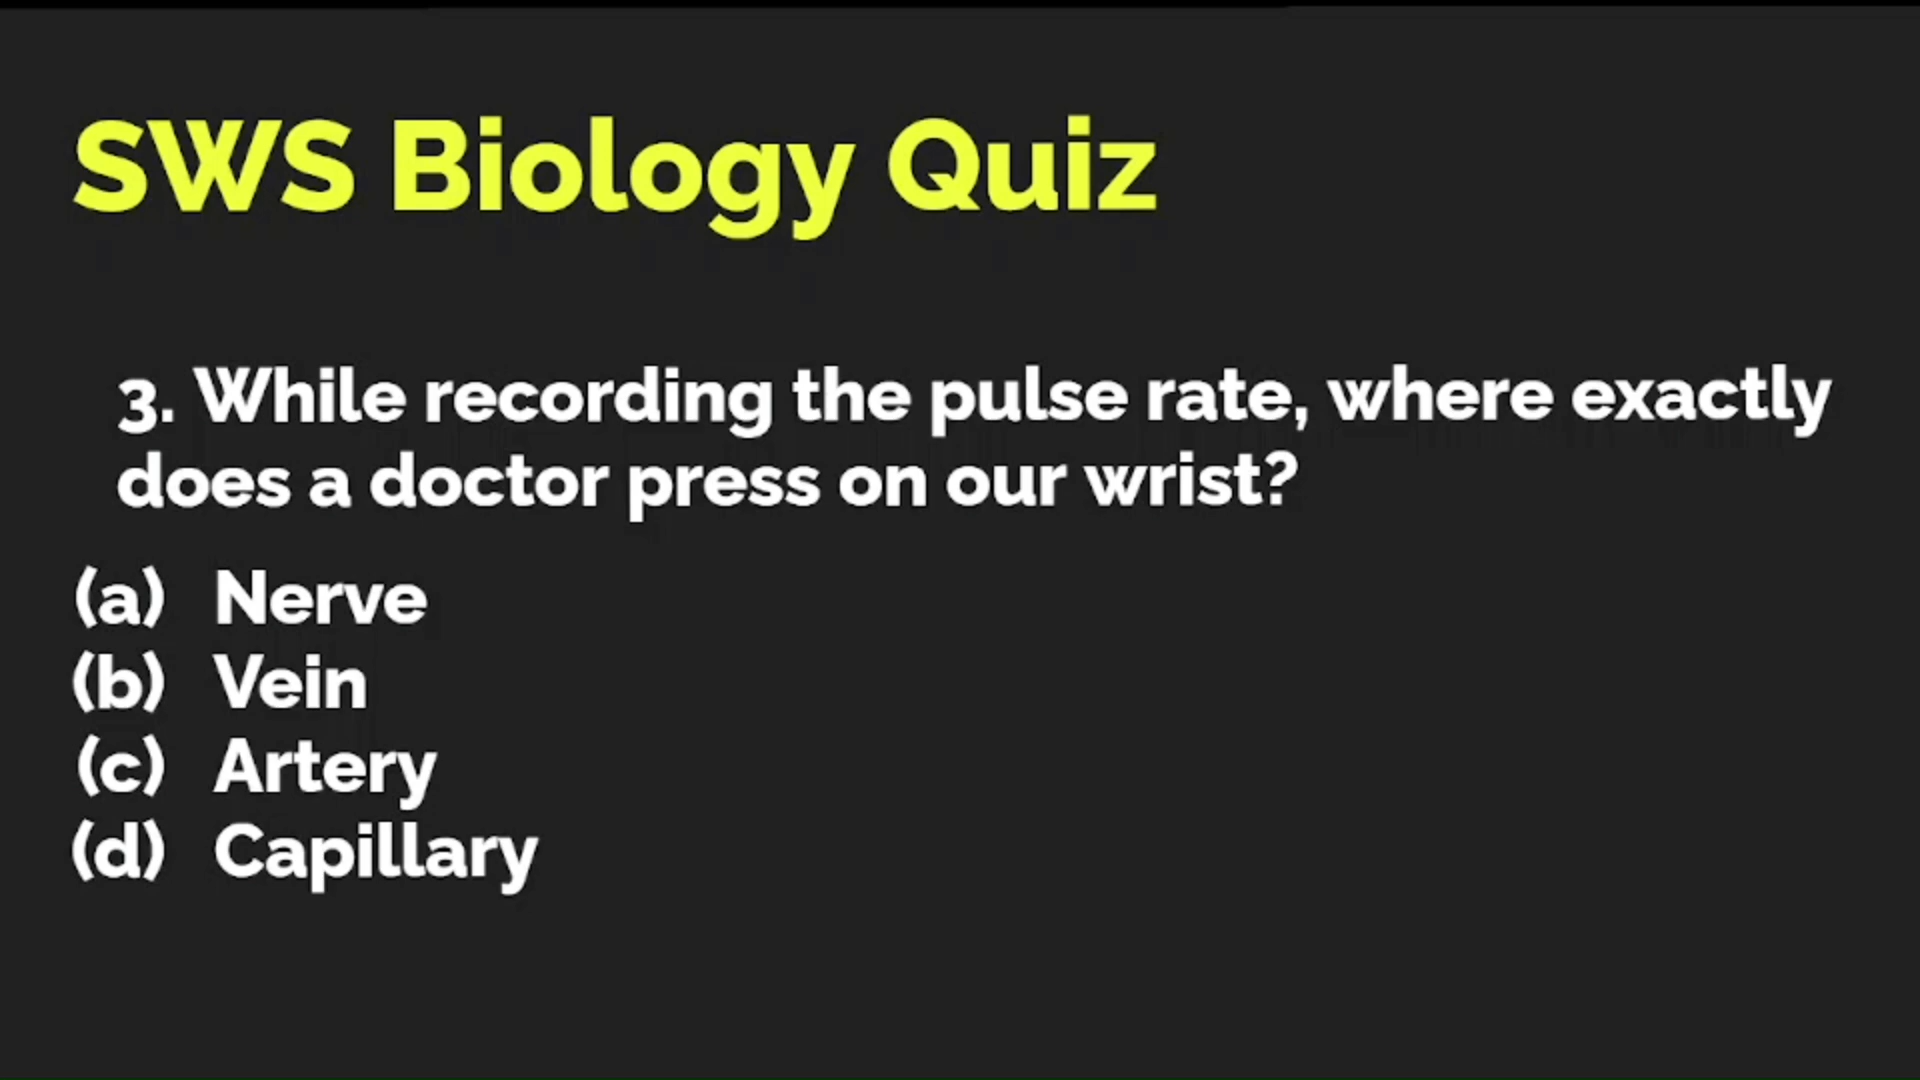 SWS Biology Quiz
3. While recording the pulse rate, where exactly
does a doctor press on our wrist?
(a) Nerve
(b) Vein
(c) Artery
(d) Capillary